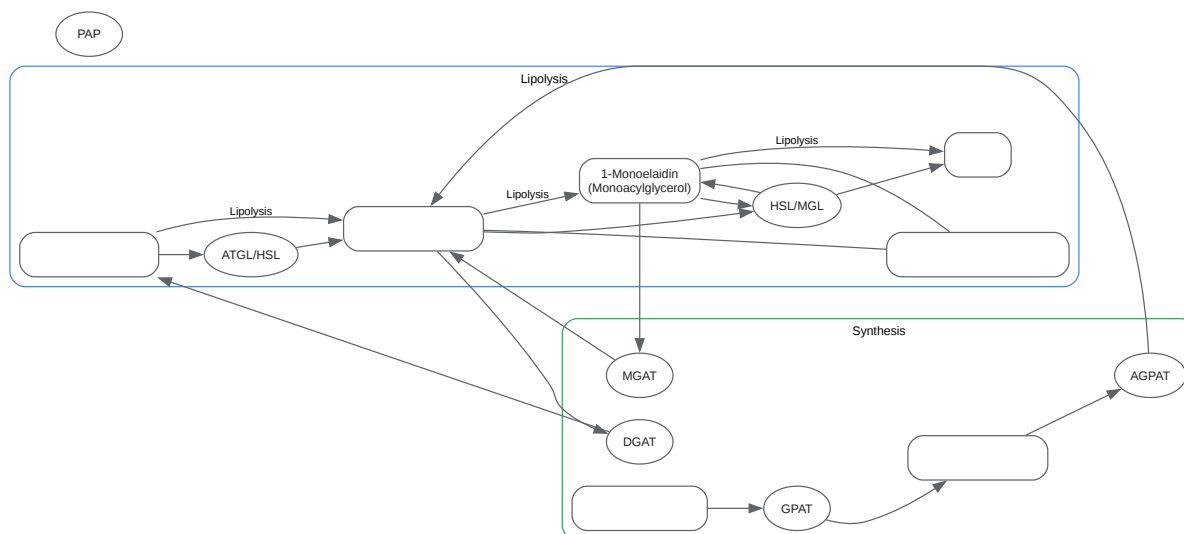 PAP
Lipolysis
Lipolysis
1-Monoelaidin
(Monoacylglycerol)
Lipolysis
HSL/MGL
Lipolysis
ATGL/HSL
Synthesis
MGAT
AGPAT
DGAT
GPAT